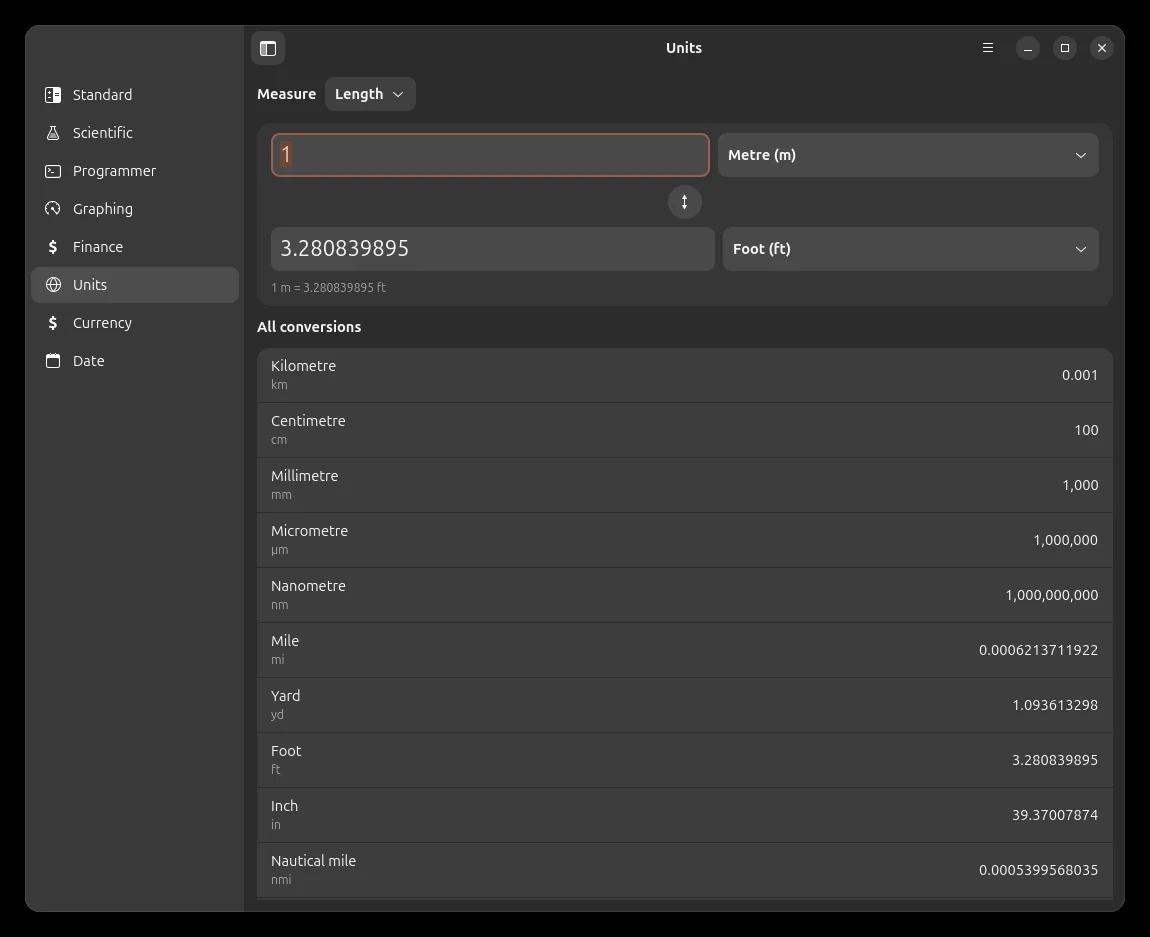 Units
Standard
Scientific
Programmer
Graphing
Finance
Units
Currency
Date
Measure Length
1 Metre (m)
3.280839895 Foot (ft)
1 m = 3.280839895 ft
All conversions
Kilometre
km
0.001
Centimetre
cm
100
Millimetre
mm
1,000
Micrometre
µm
1,000,000
Nanometre
nm
1,000,000,000
Mile
mi
0.0006213711922
Yard
yd
1.093613298
Foot
ft
3.280839895
Inch
in
39.37007874
Nautical mile
nmi
0.0005399568035